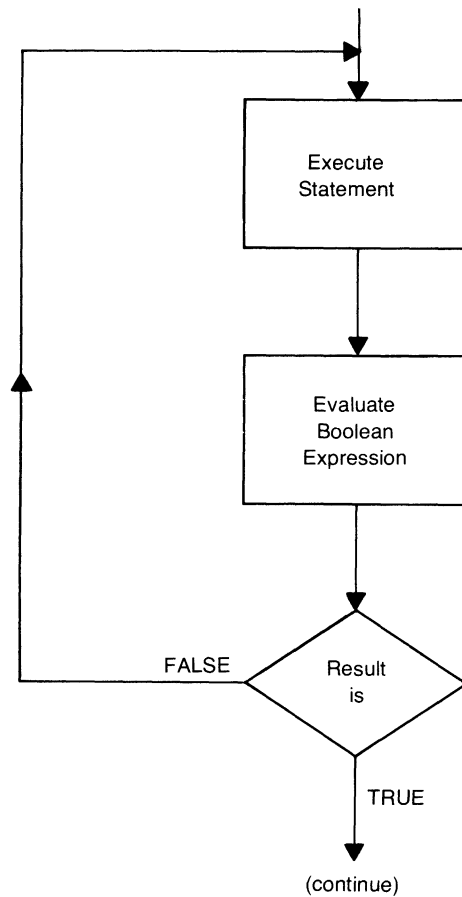 Execute
Statement
Evaluate
Boolean
Expression
FALSE
Result
is
TRUE
(continue)